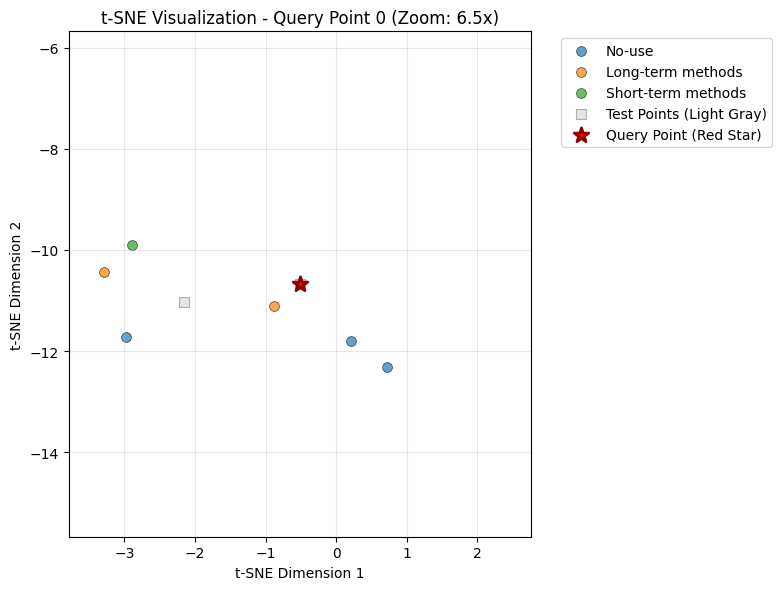 t-SNE Visualization - Query Point 0 (Zoom: 6.5x)
No-use
Long-term methods
Short-term methods
Test Points (Light Gray)
Query Point (Red Star)
t-SNE Dimension 2
−6
−8
−10
−12
−14
−3
−2
−1
0
1
2
t-SNE Dimension 1